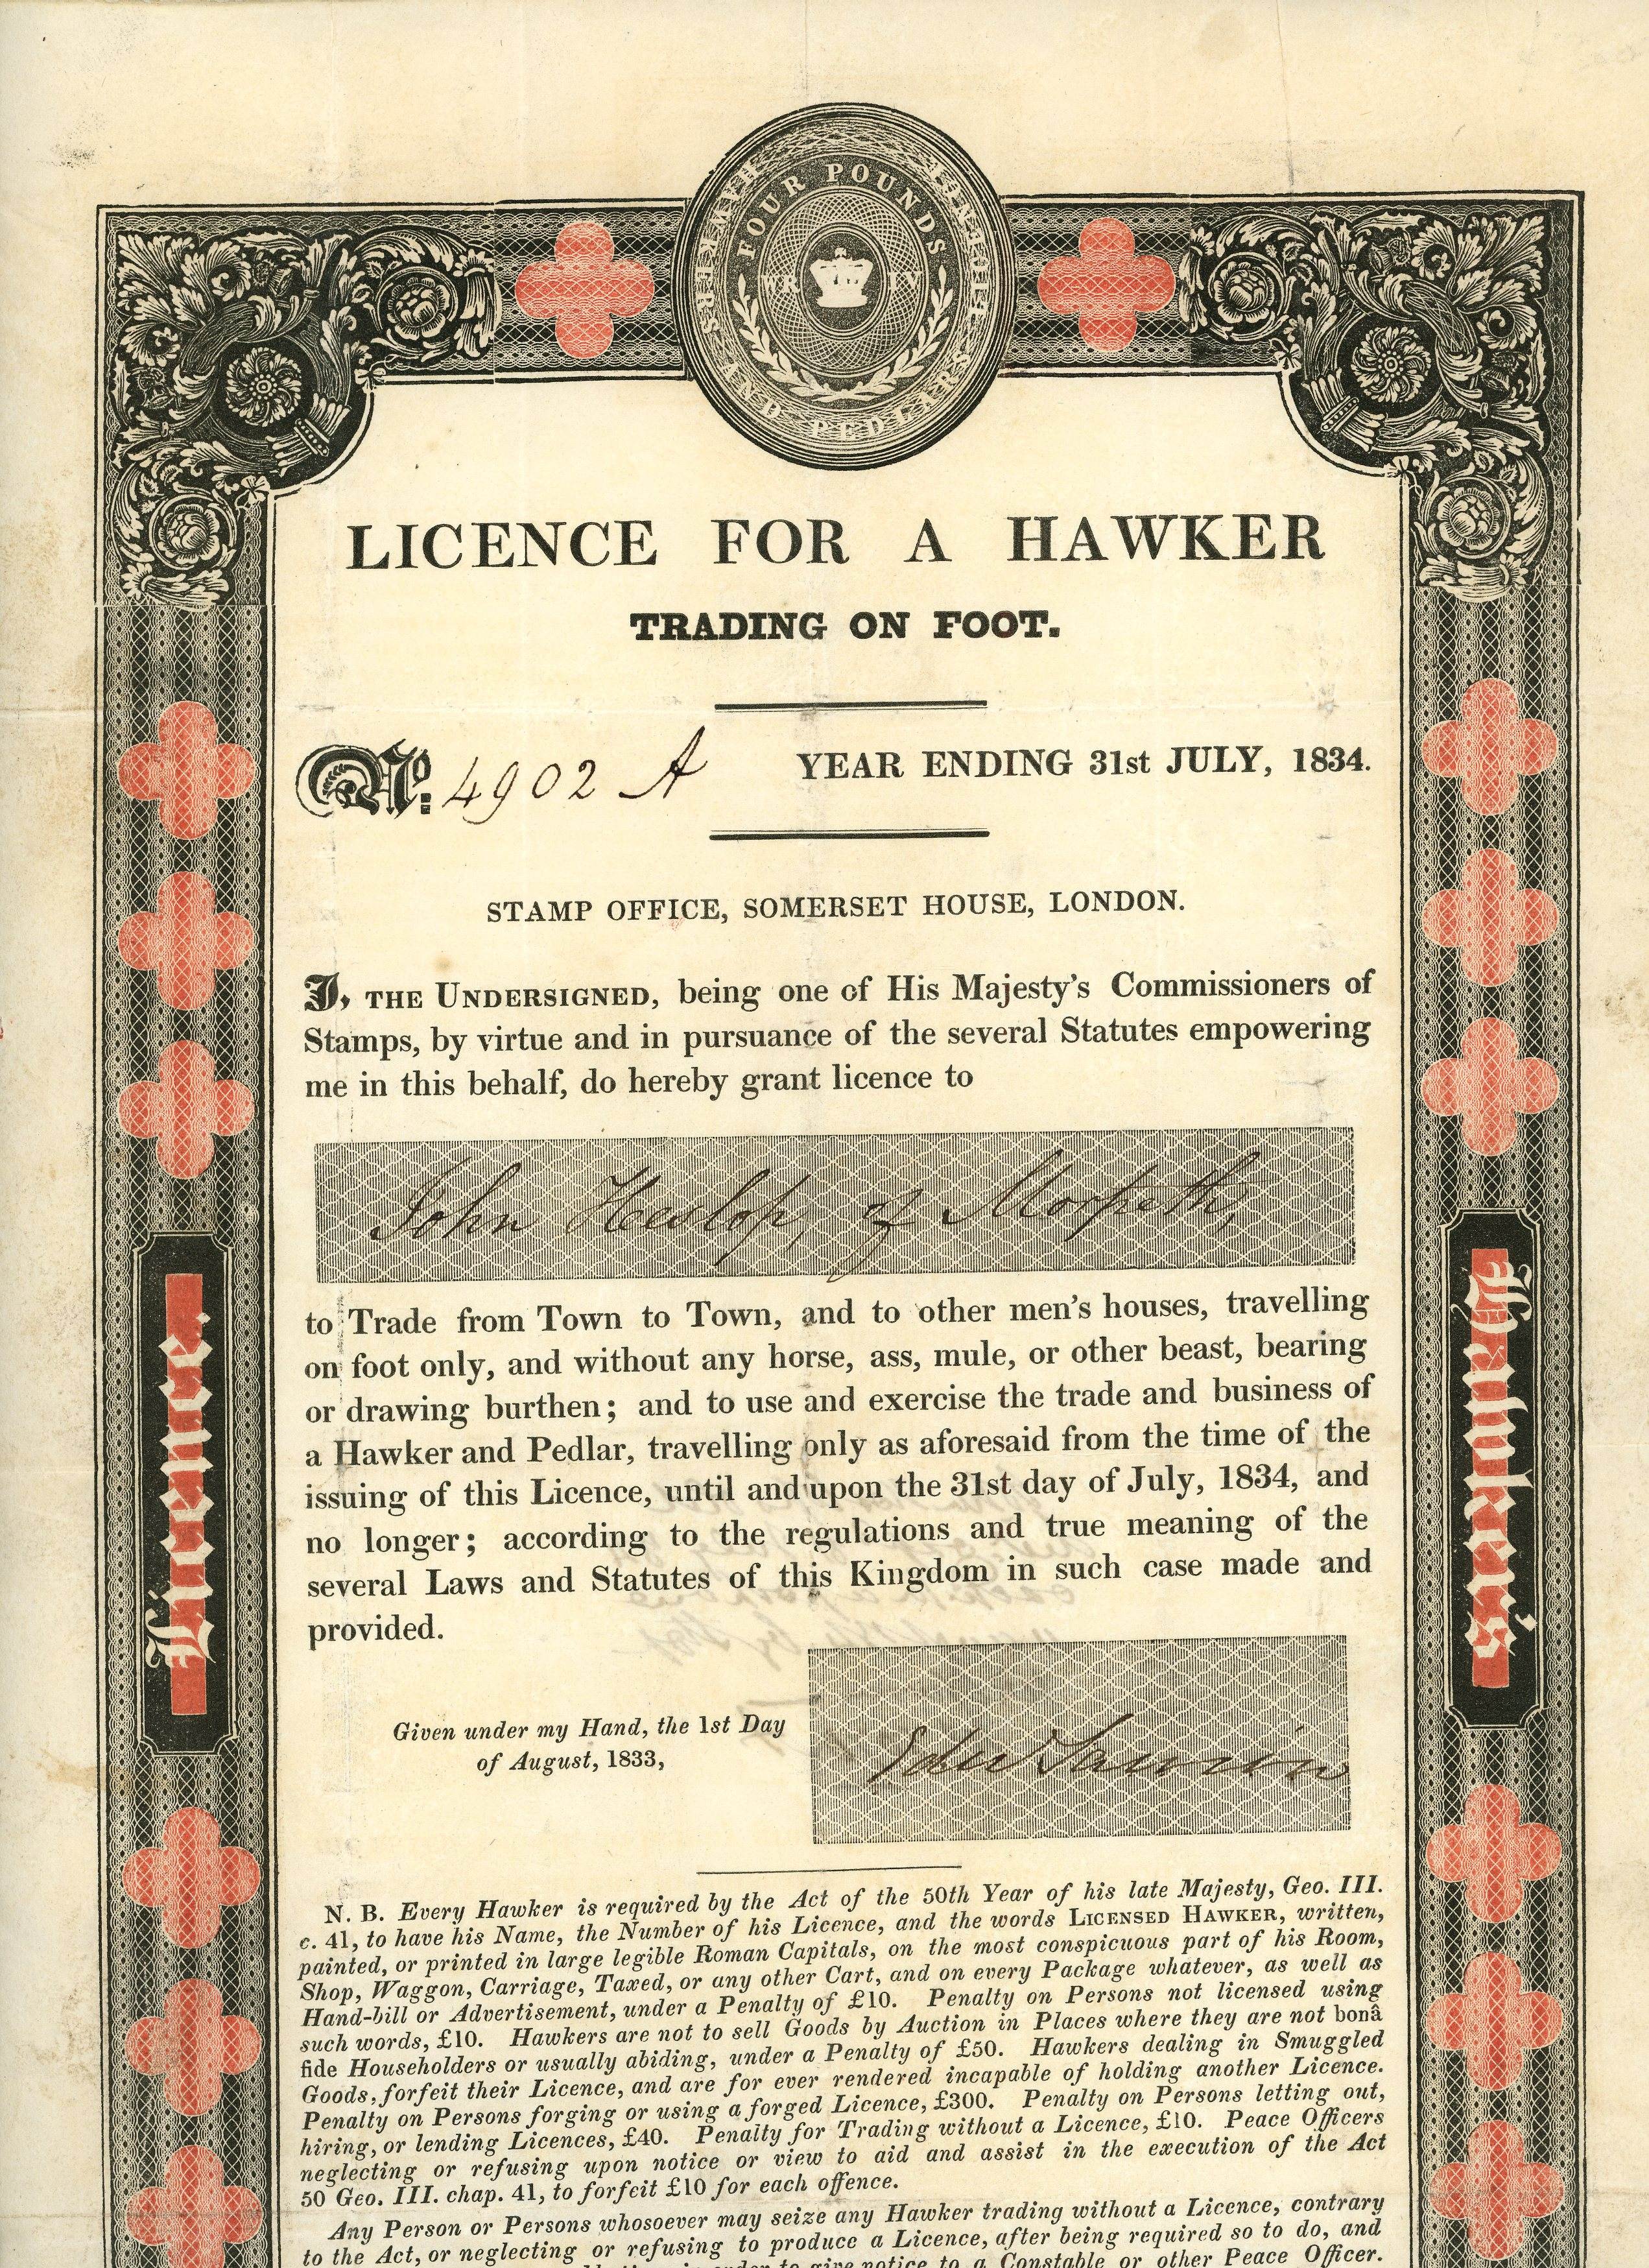 HAWKERS AND PEDLARS LICENCE
FOUR POUNDS
WR IV
LICENCE FOR A HAWKER
TRADING ON FOOT.
No. 4902 A YEAR ENDING 31st JULY, 1834.
STAMP OFFICE, SOMERSET HOUSE, LONDON.
I, THE UNDERSIGNED, being one of His Majesty's Commissioners of
Stamps, by virtue and in pursuance of the several Statutes empowering
me in this behalf, do hereby grant licence to
John Heslop, of Morpeth,
to Trade from Town to Town, and to other men's houses, travelling
on foot only, and without any horse, ass, mule, or other beast, bearing
or drawing burthen; and to use and exercise the trade and business of
a Hawker and Pedlar, travelling only as aforesaid from the time of the
issuing of this Licence, until and upon the 31st day of July, 1834, and
no longer; according to the regulations and true meaning of the
several Laws and Statutes of this Kingdom in such case made and
provided.
Given under my Hand, the 1st Day
of August, 1833,
N. B. Every Hawker is required by the Act of the 50th Year of his late Majesty, Geo. III.
c. 41, to have his Name, the Number of his Licence, and the words LICENSED HAWKER, written,
painted, or printed in large legible Roman Capitals, on the most conspicuous part of his Room,
Shop, Waggon, Carriage, Taxed, or any other Cart, and on every Package whatever, as well as
Hand-bill or Advertisement, under a Penalty of £10. Penalty on Persons not licensed using
such words, £10. Hawkers are not to sell Goods by Auction in Places where they are not bonâ
fide Householders or usually abiding, under a Penalty of £50. Hawkers dealing in Smuggled
Goods, forfeit their Licence, and are for ever rendered incapable of holding another Licence.
Penalty on Persons forging or using a forged Licence, £300. Penalty on Persons letting out,
hiring, or lending Licences, £40. Penalty for Trading without a Licence, £10. Peace Officers
neglecting or refusing upon notice or view to aid and assist in the execution of the Act
50 Geo. III. chap. 41, to forfeit £10 for each offence.
Any Person or Persons whosoever may seize any Hawker trading without a Licence, contrary
to the Act, or neglecting or refusing to produce a Licence, after being required so to do, and
in order to give notice to a Constable or other Peace Officer.
Hawker's
Licence.